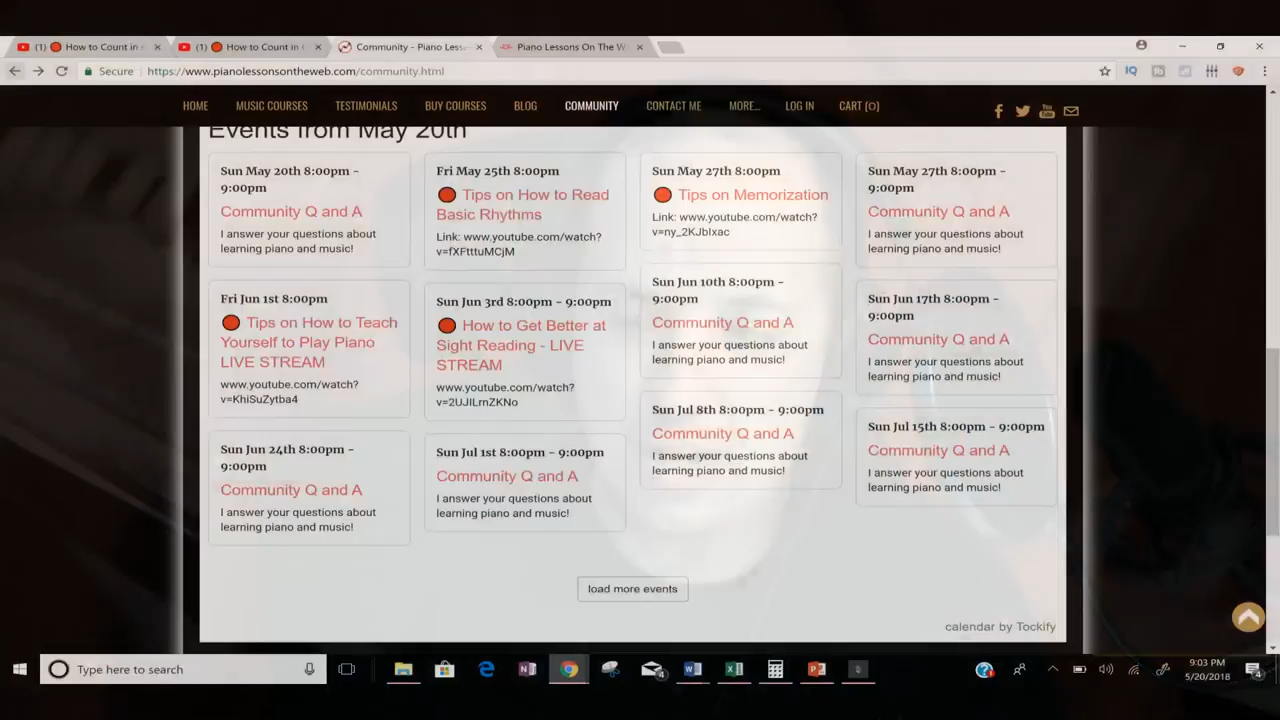 (1) How to Count in
(1) How to Count in
Community - Piano Less
Piano Lessons On The W
Secure
https://www.pianolessonsontheweb.com/community.html
HOME
MUSIC COURSES
TESTIMONIALS
BUY COURSES
BLOG
COMMUNITY
CONTACT ME
MORE...
LOG IN
CART (0)
Events from May 20th
Sun May 20th 8:00pm -
9:00pm
Community Q and A
I answer your questions about
learning piano and music!
Fri May 25th 8:00pm
Tips on How to Read
Basic Rhythms
Link: www.youtube.com/watch?
v=fXFtttuMCjM
Sun May 27th 8:00pm
Tips on Memorization
Link: www.youtube.com/watch?
v=ny_2KJbIxac
Sun May 27th 8:00pm -
9:00pm
Community Q and A
I answer your questions about
learning piano and music!
Fri Jun 1st 8:00pm
Tips on How to Teach
Yourself to Play Piano
LIVE STREAM
www.youtube.com/watch?
v=KhiSuZytba4
Sun Jun 3rd 8:00pm - 9:00pm
How to Get Better at
Sight Reading - LIVE
STREAM
www.youtube.com/watch?
v=2UJILrnZKNo
Sun Jun 10th 8:00pm -
9:00pm
Community Q and A
I answer your questions about
learning piano and music!
Sun Jun 17th 8:00pm -
9:00pm
Community Q and A
I answer your questions about
learning piano and music!
Sun Jun 24th 8:00pm -
9:00pm
Community Q and A
I answer your questions about
learning piano and music!
Sun Jul 1st 8:00pm - 9:00pm
Community Q and A
I answer your questions about
learning piano and music!
Sun Jul 8th 8:00pm - 9:00pm
Community Q and A
I answer your questions about
learning piano and music!
Sun Jul 15th 8:00pm - 9:00pm
Community Q and A
I answer your questions about
learning piano and music!
load more events
calendar by Tockify
Type here to search
9:03 PM
5/20/2018